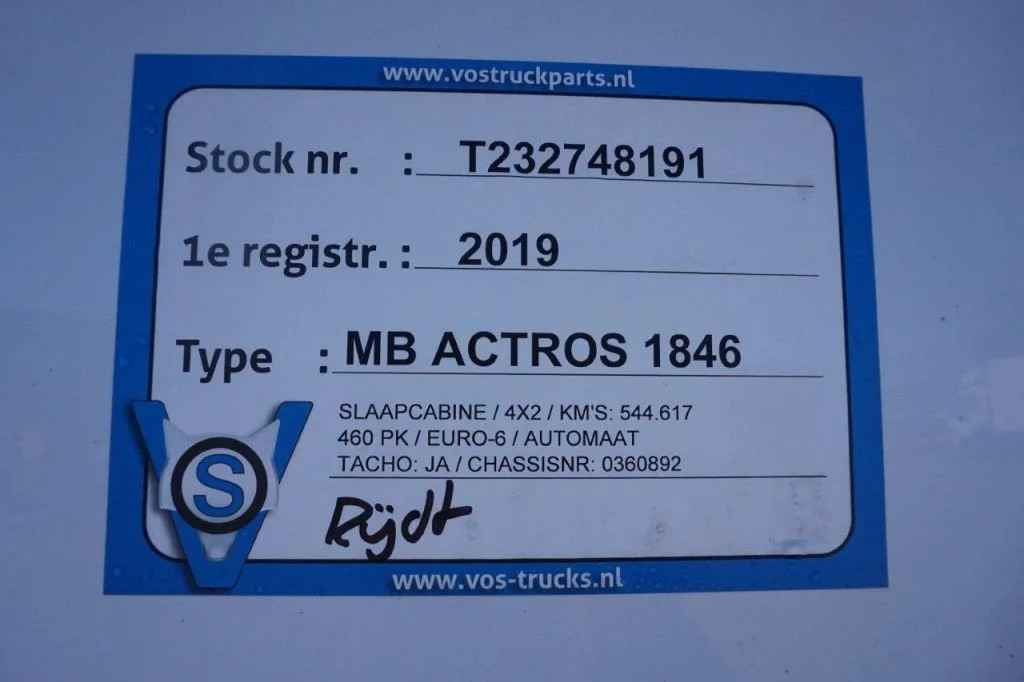 www.vostruckparts.nl
Stock nr. : T232748191
1e registr. : 2019
Type : MB ACTROS 1846
SLAAPCABINE / 4X2 / KM'S: 544.617
460 PK / EURO-6 / AUTOMAAT
TACHO: JA / CHASSISNR: 0360892
Rijdt
VOS
www.vos-trucks.nl